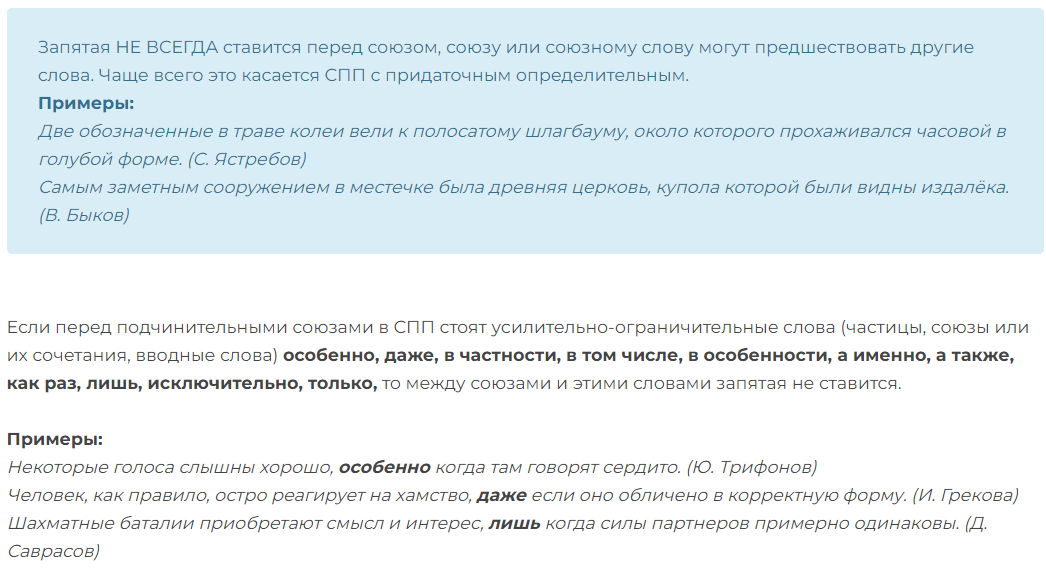 Запятая НЕ ВСЕГДА ставится перед союзом, союзу или союзному слову могут предшествовать другие
слова. Чаще всего это касается СПП с придаточным определительным.
Примеры:
Две обозначенные в траве колеи вели к полосатому шлагбауму, около которого прохаживался часовой в
голубой форме. (С. Ястребов)
Самым заметным сооружением в местечке была древняя церковь, купола которой были видны издалёка.
(В. Быков)
Если перед подчинительными союзами в СПП стоят усилительно-ограничительные слова (частицы, союзы или
их сочетания, вводные слова) особенно, даже, в частности, в том числе, в особенности, а именно, а также,
как раз, лишь, исключительно, только, то между союзами и этими словами запятая не ставится.
Примеры:
Некоторые голоса слышны хорошо, особенно когда там говорят сердито. (Ю. Трифонов)
Человек, как правило, остро реагирует на хамство, даже если оно обличено в корректную форму. (И. Грекова)
Шахматные баталии приобретают смысл и интерес, лишь когда силы партнеров примерно одинаковы. (Д.
Саврасов)